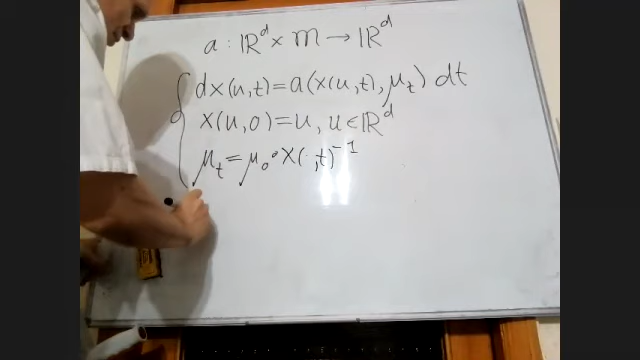 a : ℝ^d × m → ℝ^d
dx(u,t) = a(x(u,t), μ_t) dt
x(u,0) = u, u ∈ ℝ^d
μ_t = μ_0 ∘ X(·,t)^{-1}